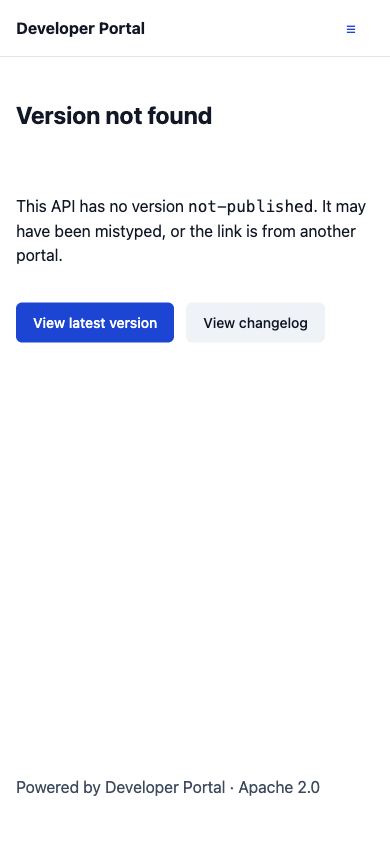 Developer Portal
≡
Version not found
This API has no version not-published. It may
have been mistyped, or the link is from another
portal.
View latest version
View changelog
Powered by Developer Portal · Apache 2.0